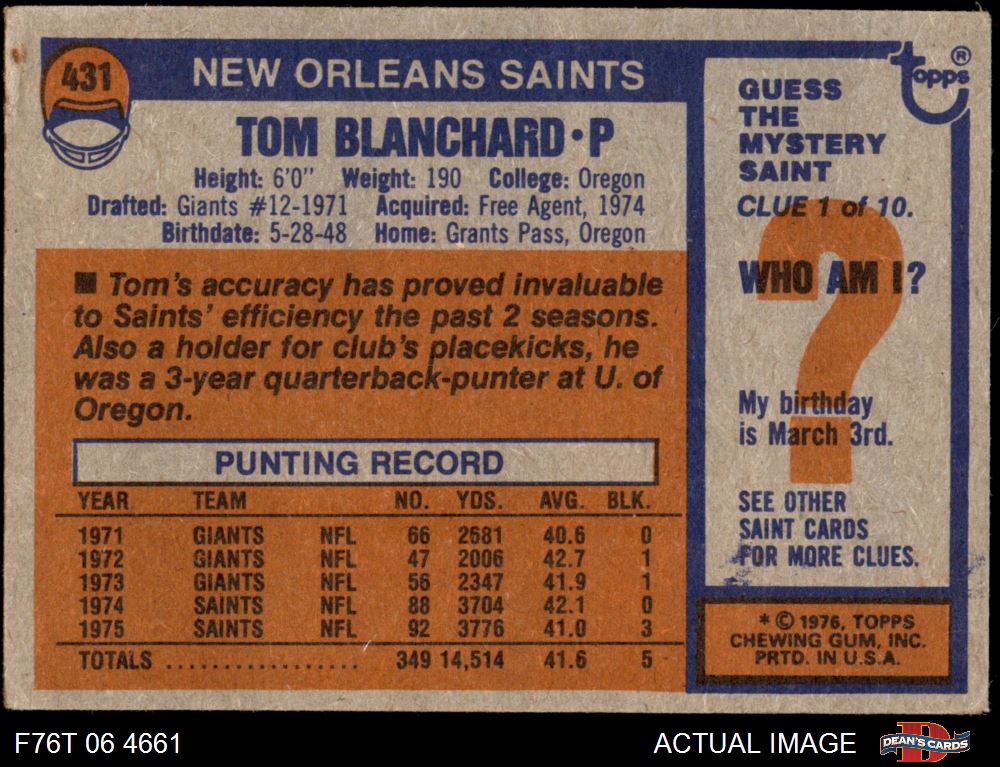 431
NEW ORLEANS SAINTS
TOM BLANCHARD • P
Height: 6'0" Weight: 190 College: Oregon
Drafted: Giants #12-1971 Acquired: Free Agent, 1974
Birthdate: 5-28-48 Home: Grants Pass, Oregon
■ Tom's accuracy has proved invaluable
to Saints' efficiency the past 2 seasons.
Also a holder for club's placekicks, he
was a 3-year quarterback-punter at U. of
Oregon.
PUNTING RECORD
YEAR TEAM NO. YDS. AVG. BLK.
1971 GIANTS NFL 66 2681 40.6 0
1972 GIANTS NFL 47 2006 42.7 1
1973 GIANTS NFL 56 2347 41.9 1
1974 SAINTS NFL 88 3704 42.1 0
1975 SAINTS NFL 92 3776 41.0 3
TOTALS .................. 349 14,514 41.6 5
topps ®
GUESS
THE
MYSTERY
SAINT
CLUE 1 of 10.
WHO AM I?
?
My birthday
is March 3rd.
SEE OTHER
SAINT CARDS
FOR MORE CLUES.
* © 1976, TOPPS
CHEWING GUM, INC.
PRTD. IN U.S.A.
F76T 06 4661
ACTUAL IMAGE
D
DEAN'S CARDS